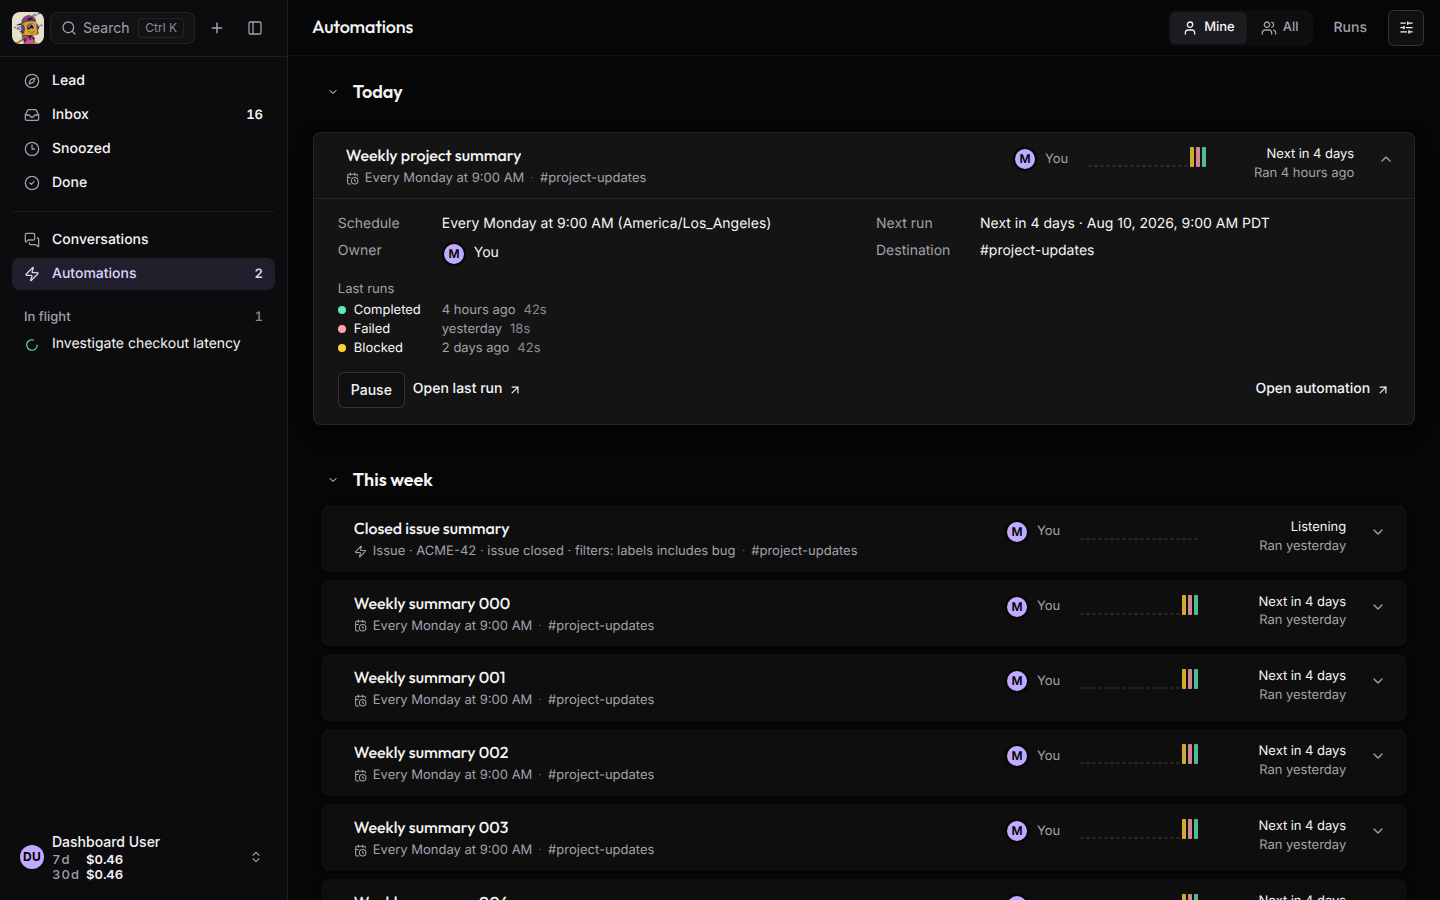 Search Ctrl K
Lead
Inbox 16
Snoozed
Done
Conversations
Automations 2
In flight 1
Investigate checkout latency
DU Dashboard User
7d $0.46
30d $0.46
Automations Mine All Runs
Today
Weekly project summary
Every Monday at 9:00 AM · #project-updates
M You
Next in 4 days
Ran 4 hours ago
Schedule Every Monday at 9:00 AM (America/Los_Angeles)
Next run Next in 4 days · Aug 10, 2026, 9:00 AM PDT
Owner M You
Destination #project-updates
Last runs
Completed 4 hours ago 42s
Failed yesterday 18s
Blocked 2 days ago 42s
Pause Open last run Open automation
This week
Closed issue summary
Issue · ACME-42 · issue closed · filters: labels includes bug · #project-updates
M You
Listening
Ran yesterday
Weekly summary 000
Every Monday at 9:00 AM · #project-updates
M You
Next in 4 days
Ran yesterday
Weekly summary 001
Every Monday at 9:00 AM · #project-updates
M You
Next in 4 days
Ran yesterday
Weekly summary 002
Every Monday at 9:00 AM · #project-updates
M You
Next in 4 days
Ran yesterday
Weekly summary 003
Every Monday at 9:00 AM · #project-updates
M You
Next in 4 days
Ran yesterday